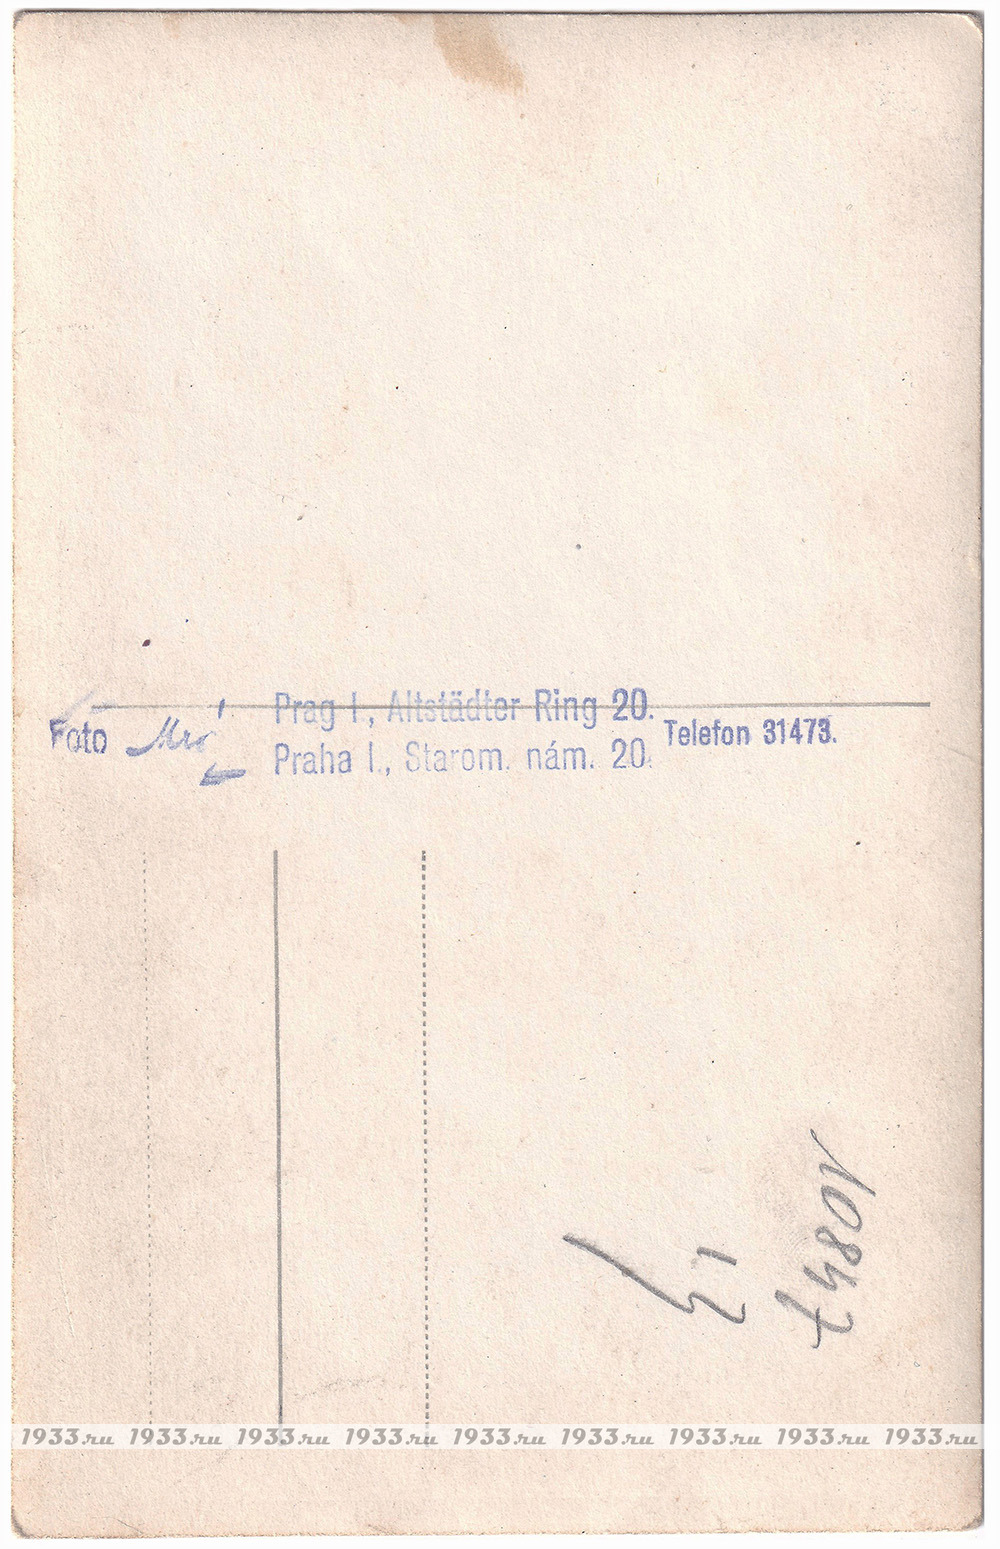 Foto
Prag I., Altstädter Ring 20.
Praha I., Starom. nám. 20.
Telefon 31473.
10847
1933.ru 1933.ru 1933.ru 1933.ru 1933.ru 1933.ru 1933.ru 1933.ru 1933.ru